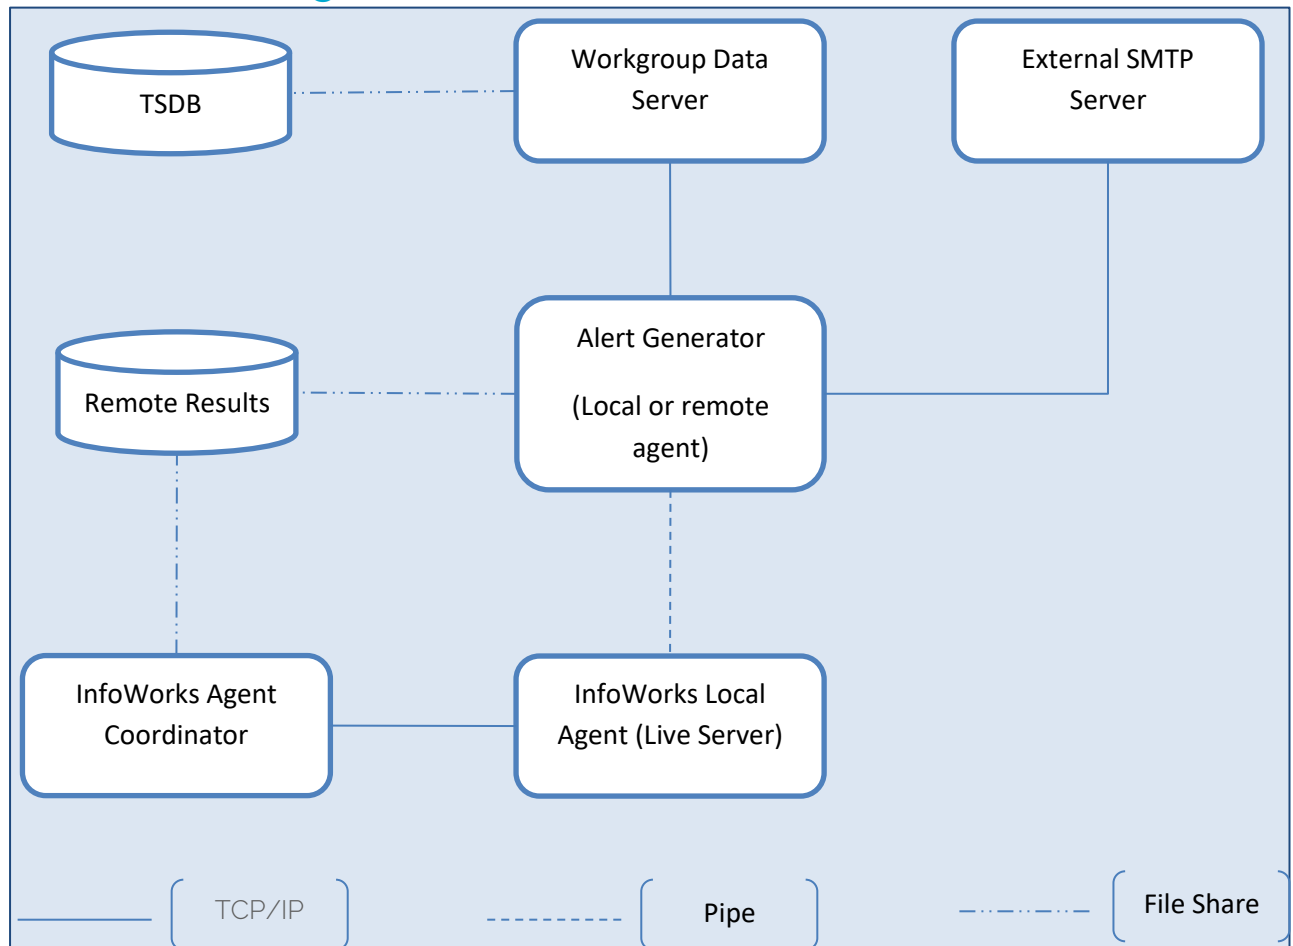 TSDB
Workgroup Data
Server
External SMTP
Server
Remote Results
Alert Generator
(Local or remote
agent)
InfoWorks Agent
Coordinator
InfoWorks Local
Agent (Live Server)
TCP/IP
Pipe
File Share